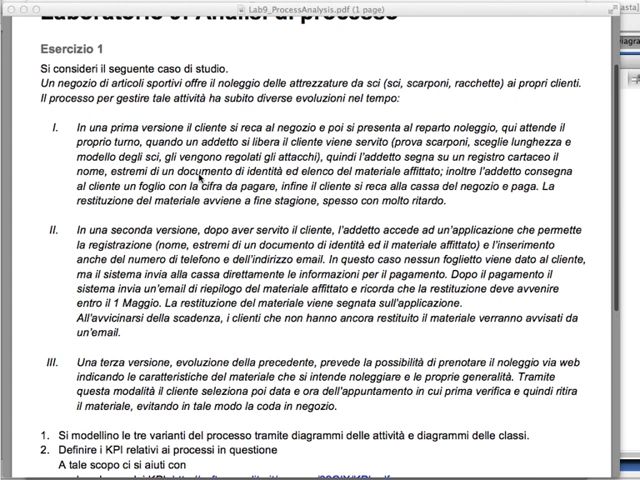 Lab9_ProcessAnalysis.pdf (1 page)
Laboratorio 9: Analisi di processo
Esercizio 1
Si consideri il seguente caso di studio.
Un negozio di articoli sportivi offre il noleggio delle attrezzature da sci (sci, scarponi, racchette) ai propri clienti.
Il processo per gestire tale attività ha subito diverse evoluzioni nel tempo:
I. In una prima versione il cliente si reca al negozio e poi si presenta al reparto noleggio, qui attende il
proprio turno, quando un addetto si libera il cliente viene servito (prova scarponi, sceglie lunghezza e
modello degli sci, gli vengono regolati gli attacchi), quindi l'addetto segna su un registro cartaceo il
nome, estremi di un documento di identità ed elenco del materiale affittato; inoltre l'addetto consegna
al cliente un foglio con la cifra da pagare, infine il cliente si reca alla cassa del negozio e paga. La
restituzione del materiale avviene a fine stagione, spesso con molto ritardo.
II. In una seconda versione, dopo aver servito il cliente, l'addetto accede ad un'applicazione che permette
la registrazione (nome, estremi di un documento di identità ed il materiale affittato) e l'inserimento
anche del numero di telefono e dell'indirizzo email. In questo caso nessun foglietto viene dato al cliente,
ma il sistema invia alla cassa direttamente le informazioni per il pagamento. Dopo il pagamento il
sistema invia un'email di riepilogo del materiale affittato e ricorda che la restituzione deve avvenire
entro il 1 Maggio. La restituzione del materiale viene segnata sull'applicazione.
All'avvicinarsi della scadenza, i clienti che non hanno ancora restituito il materiale verranno avvisati da
un'email.
III. Una terza versione, evoluzione della precedente, prevede la possibilità di prenotare il noleggio via web
indicando le caratteristiche del materiale che si intende noleggiare e le proprie generalità. Tramite
questa modalità il cliente seleziona poi data e ora dell'appuntamento in cui prima verifica e quindi ritira
il materiale, evitando in tale modo la coda in negozio.
1. Si modellino le tre varianti del processo tramite diagrammi delle attività e diagrammi delle classi.
2. Definire i KPI relativi ai processi in questione
A tale scopo ci si aiuti con